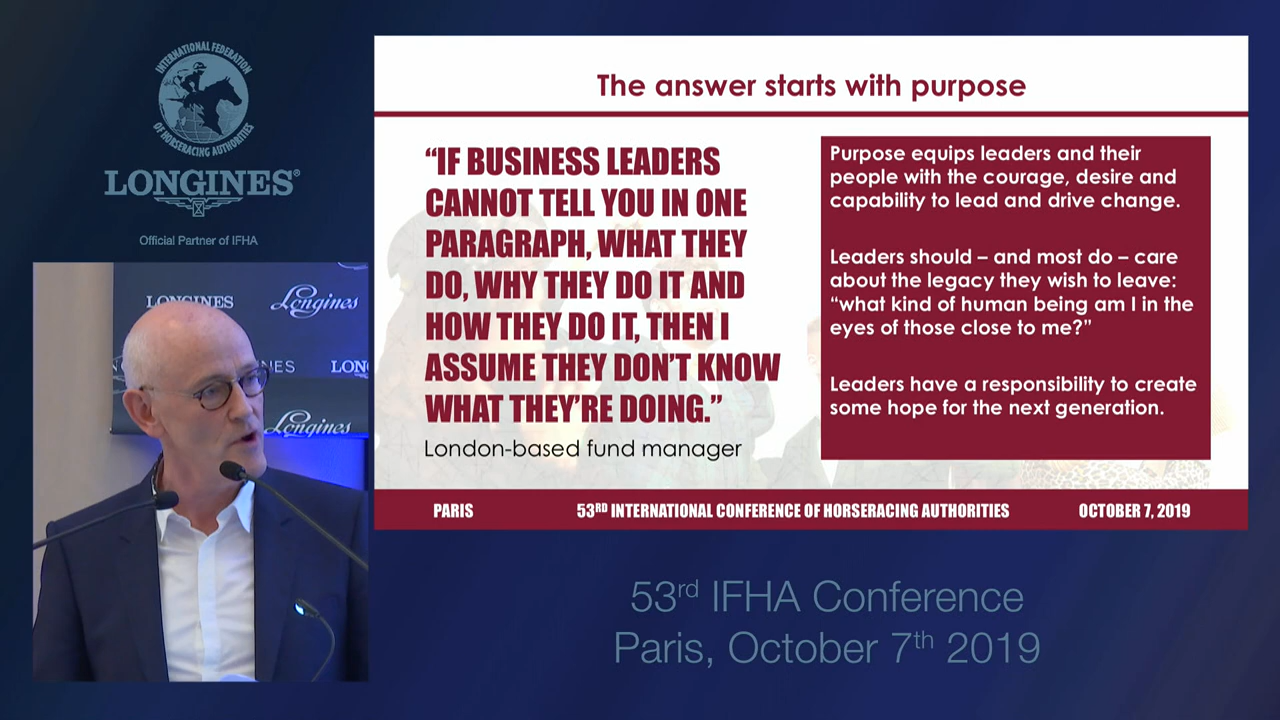 INTERNATIONAL FEDERATION
OF HORSERACING AUTHORITIES
LONGINES®
Official Partner of IFHA
LONGINES
Longines
NES
LON
Longines
The answer starts with purpose
“IF BUSINESS LEADERS
CANNOT TELL YOU IN ONE
PARAGRAPH, WHAT THEY
DO, WHY THEY DO IT AND
HOW THEY DO IT, THEN I
ASSUME THEY DON’T KNOW
WHAT THEY’RE DOING.”
London-based fund manager
Purpose equips leaders and their
people with the courage, desire and
capability to lead and drive change.
Leaders should – and most do – care
about the legacy they wish to leave:
“what kind of human being am I in the
eyes of those close to me?”
Leaders have a responsibility to create
some hope for the next generation.
PARIS 53RD INTERNATIONAL CONFERENCE OF HORSERACING AUTHORITIES OCTOBER 7, 2019
53rd IFHA Conference
Paris, October 7th 2019